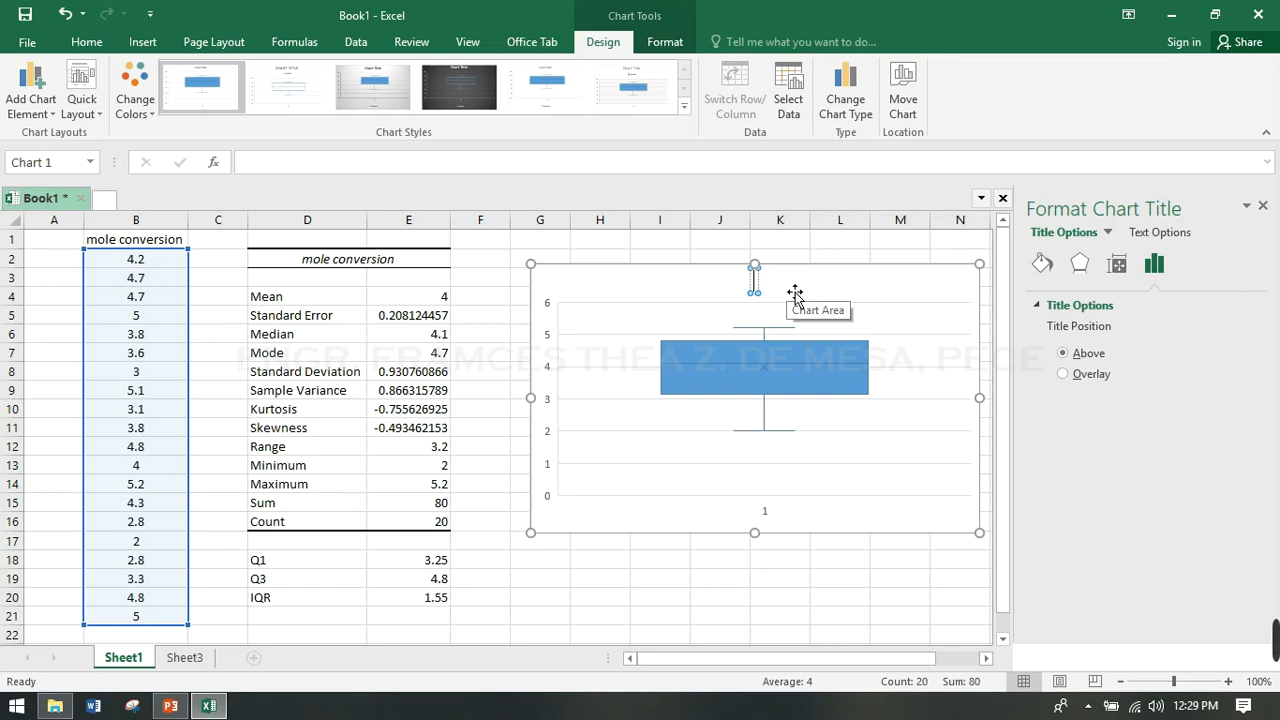 Book1 - Excel
Chart Tools
File Home Insert Page Layout Formulas Data Review View Office Tab Design Format Tell me what you want to do... Sign in Share
Add Chart Element
Quick Layout
Change Colors
Switch Row/ Column
Select Data
Change Chart Type
Move Chart
Chart Layouts Chart Styles Data Type Location
Chart 1 fx
Book1 *
A B C D E F G H I J K L M N
1 mole conversion
2 4.2 mole conversion
3 4.7
4 4.7 Mean 4
5 5 Standard Error 0.208124457
6 3.8 Median 4.1
7 3.6 Mode 4.7
8 3 Standard Deviation 0.930760866
9 5.1 Sample Variance 0.866315789
10 3.1 Kurtosis -0.755626925
11 3.8 Skewness -0.493462153
12 4.8 Range 3.2
13 4 Minimum 2
14 5.2 Maximum 5.2
15 4.3 Sum 80
16 2.8 Count 20
17 2
18 2.8 Q1 3.25
19 3.3 Q3 4.8
20 4.8 IQR 1.55
21 5
22
6
5
4
3
2
1
0
1
Chart Area
ENGR. FRAMCES THEA Z. DE MESA, PECE
Format Chart Title
Title Options Text Options
Title Options
Title Position
Above
Overlay
Sheet1 Sheet3
Ready Average: 4 Count: 20 Sum: 80 100%
12:29 PM